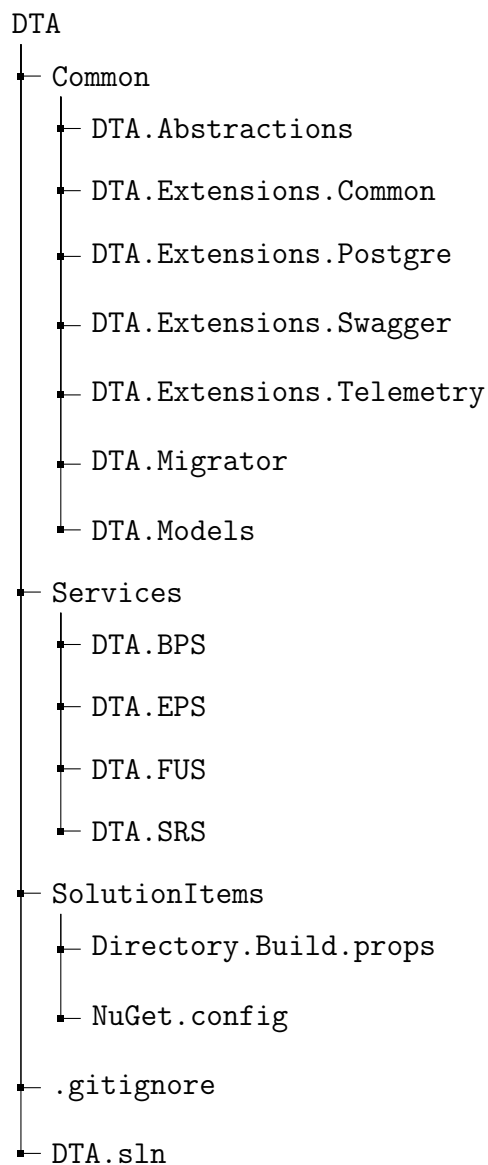 DTA
Common
DTA.Abstractions
DTA.Extensions.Common
DTA.Extensions.Postgre
DTA.Extensions.Swagger
DTA.Extensions.Telemetry
DTA.Migrator
DTA.Models
Services
DTA.BPS
DTA.EPS
DTA.FUS
DTA.SRS
SolutionItems
Directory.Build.props
NuGet.config
.gitignore
DTA.sln